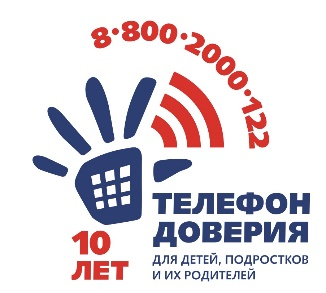 8·800·2000·122
ТЕЛЕФОН
ДОВЕРИЯ
ДЛЯ ДЕТЕЙ, ПОДРОСТКОВ
И ИХ РОДИТЕЛЕЙ
10
ЛЕТ